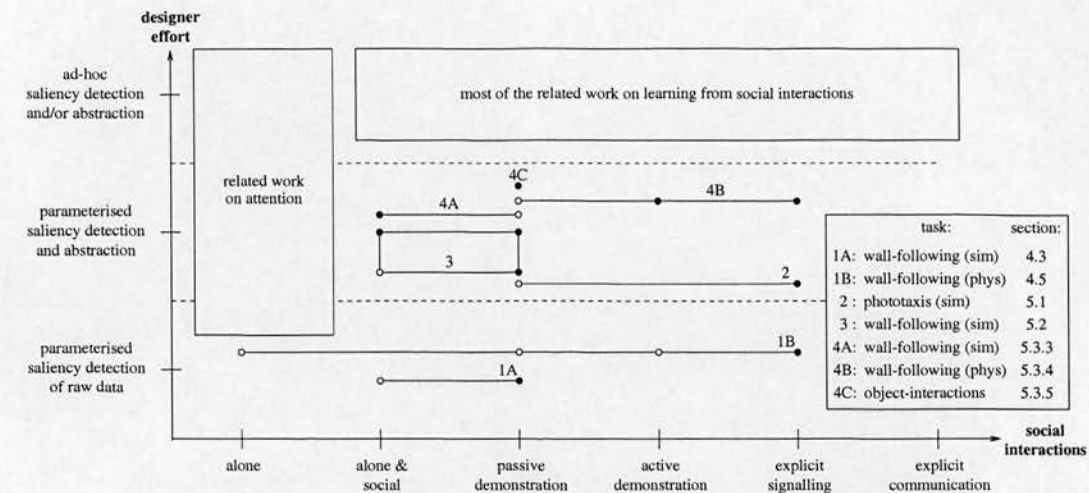 designer
effort
ad-hoc
saliency detection
and/or abstraction
most of the related work on learning from social interactions
related work
on attention
4C
4A
4B
parameterised
saliency detection
and abstraction
3
2
task: section:
1A: wall-following (sim) 4.3
1B: wall-following (phys) 4.5
2 : phototaxis (sim) 5.1
3 : wall-following (sim) 5.2
4A: wall-following (sim) 5.3.3
4B: wall-following (phys) 5.3.4
4C: object-interactions 5.3.5
parameterised
saliency detection
of raw data
1B
1A
social
interactions
alone
alone &
social
passive
demonstration
active
demonstration
explicit
signalling
explicit
communication